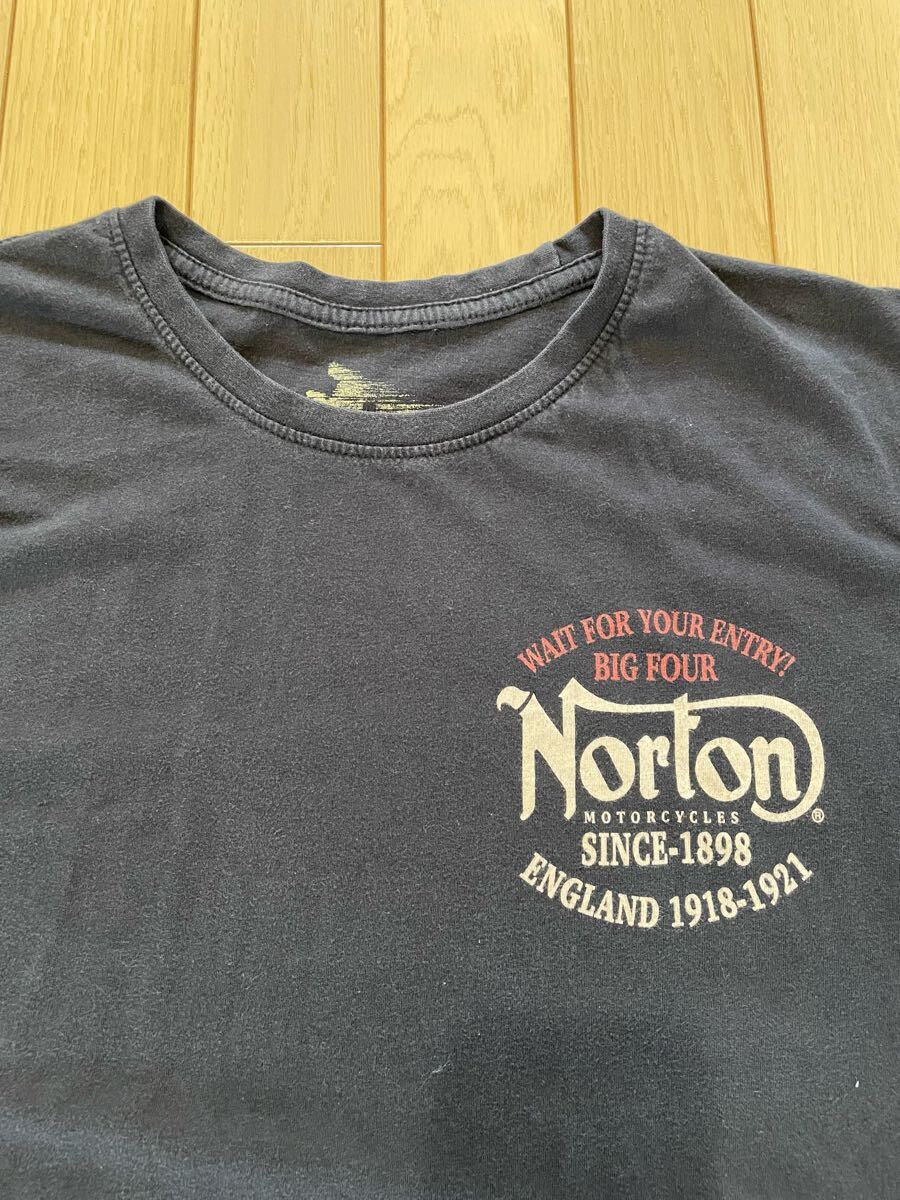 WAIT FOR YOUR ENTRY!
BIG FOUR
Norton
MOTORCYCLES ®
SINCE-1898
ENGLAND 1918-1921